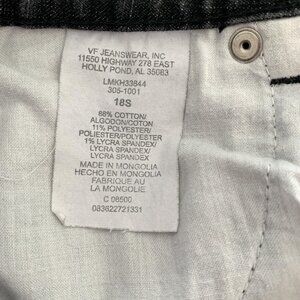 VF JEANSWEAR, INC
11550 HIGHWAY 278 EAST
HOLLY POND, AL 35083
LMKH33844
305-1001
18S
88% COTTON/
ALGODON/COTON
11% POLYESTER/
POLIESTER/POLYESTER
1% LYCRA SPANDEX/
LYCRA SPANDEX/
LYCRA SPANDEX
MADE IN MONGOLIA
HECHO EN MONGOLIA
FABRIQUE AU
LA MONGOLIE
C 08500
083622721331